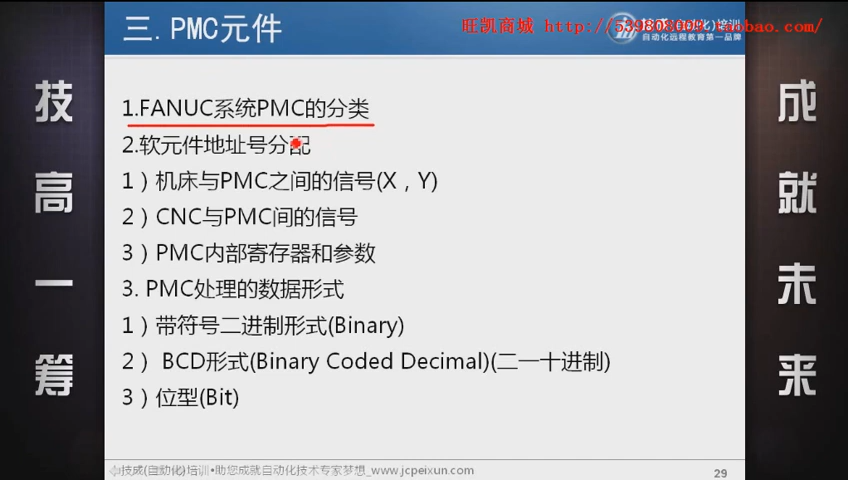 三.PMC元件
旺凯商城 http://539808009.taobao.com/
自动化远程教育第一品牌
1.FANUC系统PMC的分类
2.软元件地址号分配
1）机床与PMC之间的信号(X，Y)
2）CNC与PMC间的信号
3）PMC内部寄存器和参数
3. PMC处理的数据形式
1）带符号二进制形式(Binary)
2） BCD形式(Binary Coded Decimal)(二一十进制)
3）位型(Bit)
技成(自动化)培训•助您成就自动化技术专家梦想_www.jcpeixun.com
29
技高一筹
成就未来